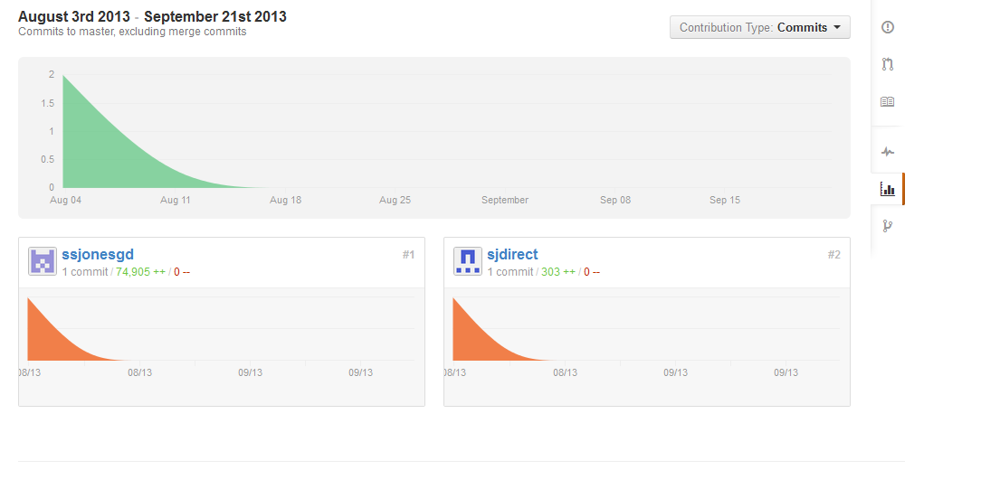 August 3rd 2013 - September 21st 2013
Commits to master, excluding merge commits
Contribution Type: Commits
2
1.5
1
0.5
0
Aug 04 Aug 11 Aug 18 Aug 25 September Sep 08 Sep 15
ssjonesgd #1
1 commit / 74,905 ++ / 0 --
08/13 08/13 09/13 09/13
sjdirect #2
1 commit / 303 ++ / 0 --
08/13 08/13 09/13 09/13